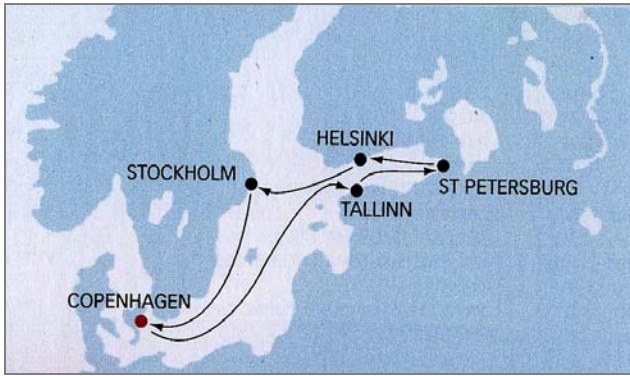 HELSINKI
STOCKHOLM
ST PETERSBURG
TALLINN
COPENHAGEN